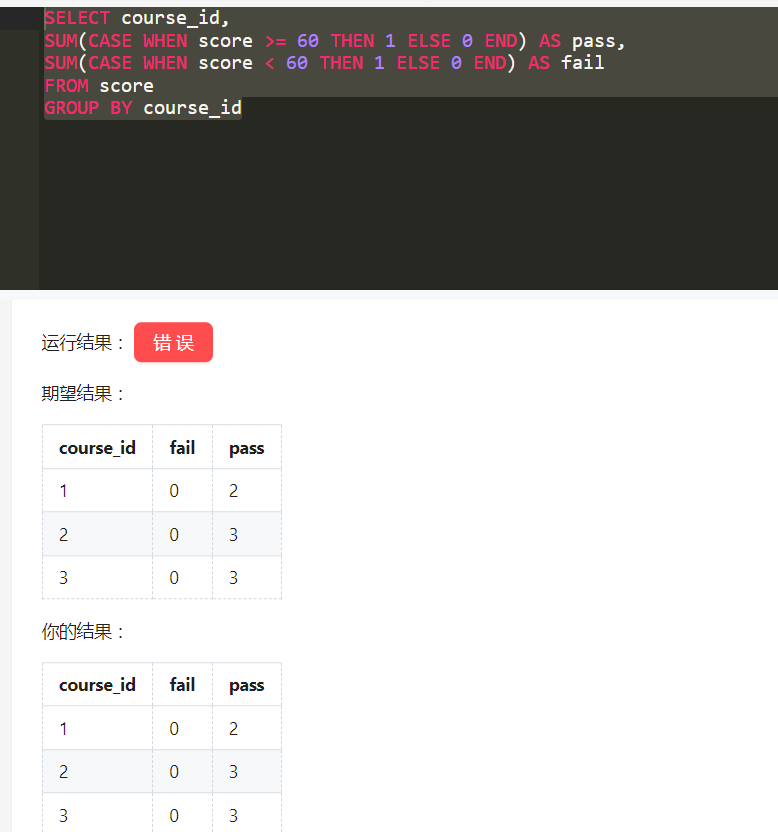 SELECT course_id,
SUM(CASE WHEN score >= 60 THEN 1 ELSE 0 END) AS pass,
SUM(CASE WHEN score < 60 THEN 1 ELSE 0 END) AS fail
FROM score
GROUP BY course_id
运行结果： 错 误
期望结果：
course_id fail pass
1 0 2
2 0 3
3 0 3
你的结果：
course_id fail pass
1 0 2
2 0 3
3 0 3